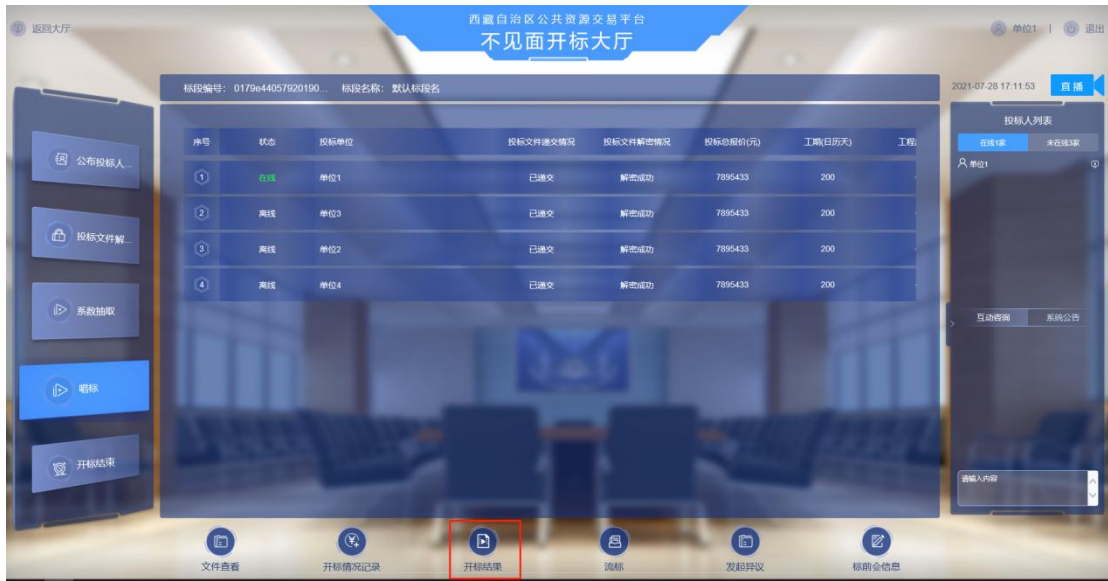 返回大厅
西藏自治区公共资源交易平台
不见面开标大厅
单位1 | 退出
标段编号: 0179e44057920190... 标段名称: 默认标段名
2021-07-28 17:11:53 直播
公布投标人...
投标文件解...
系数抽取
唱标
开标结束
序号 状态 投标单位 投标文件递交情况 投标文件解密情况 投标总报价(元) 工期(日历天) 工程
1 在线 单位1 已递交 解密成功 7895433 200
2 离线 单位3 已递交 解密成功 7895433 200
3 离线 单位2 已递交 解密成功 7895433 200
4 离线 单位4 已递交 解密成功 7895433 200
投标人列表
在线1家 未在线3家
单位1
互动咨询 系统公告
请输入内容
文件查看 开标情况记录 开标结果 流标 发起异议 标前会信息